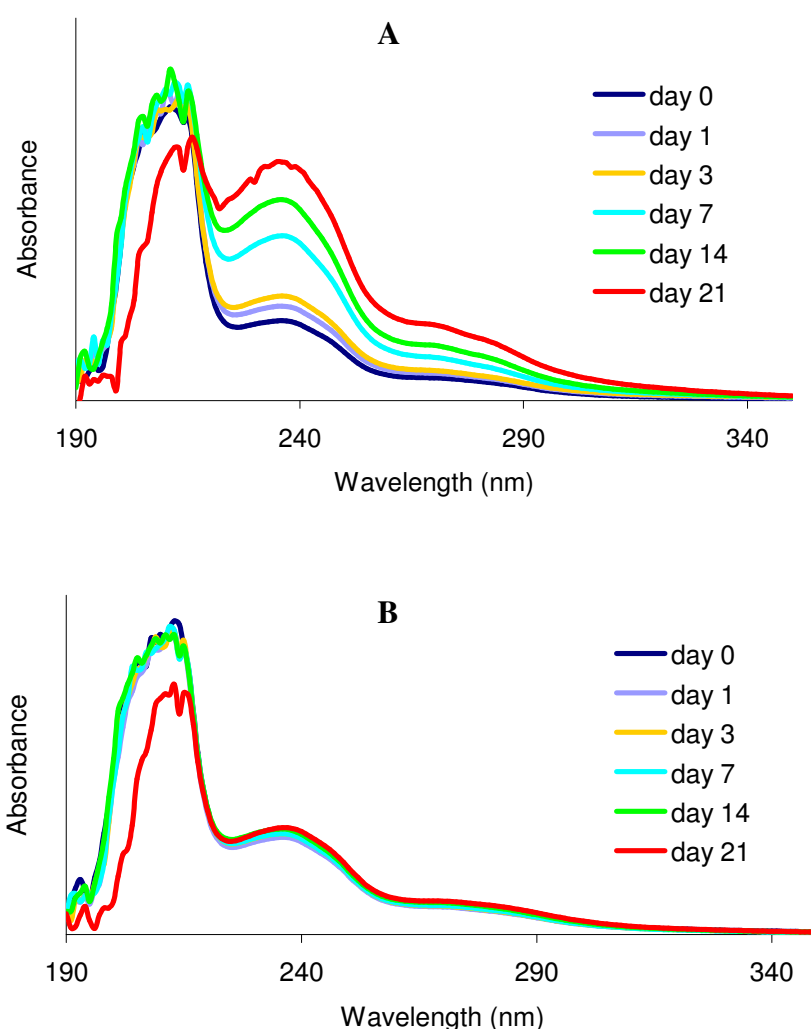 A
Absorbance
day 0
day 1
day 3
day 7
day 14
day 21
190 240 290 340
Wavelength (nm)
B
Absorbance
day 0
day 1
day 3
day 7
day 14
day 21
190 240 290 340
Wavelength (nm)